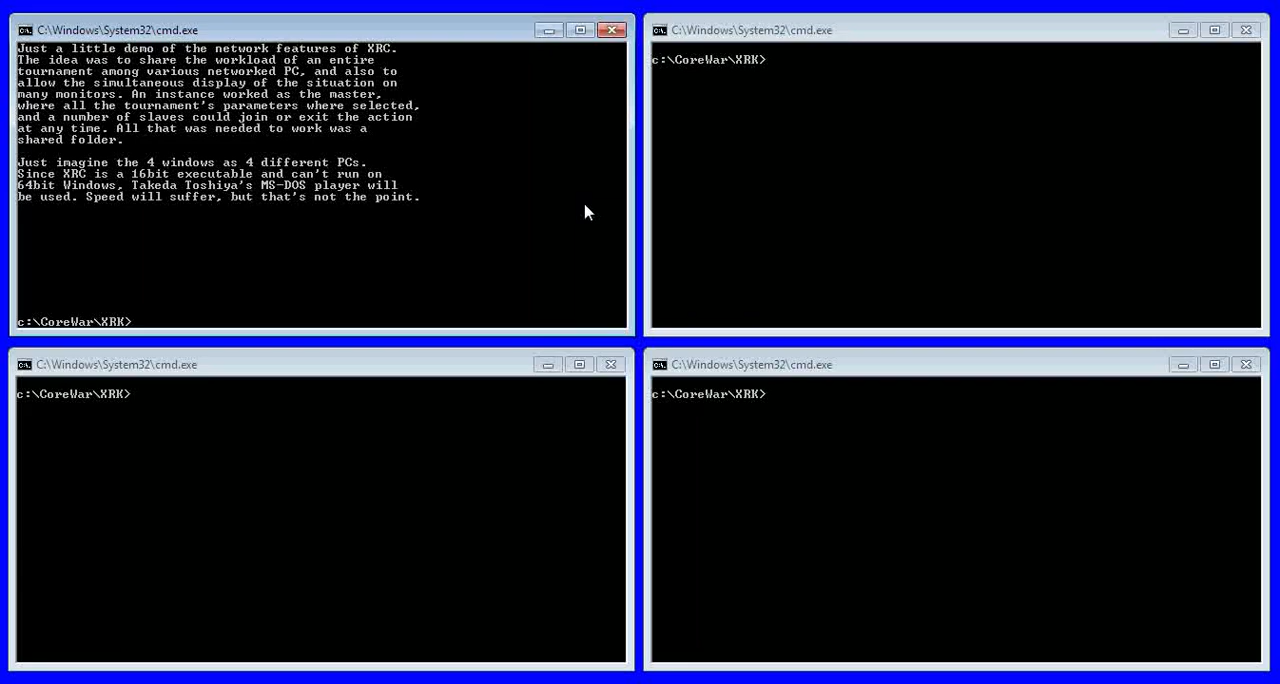 C:\Windows\System32\cmd.exe
Just a little demo of the network features of XRC.
The idea was to share the workload of an entire
tournament among various networked PC, and also to
allow the simultaneous display of the situation on
many monitors. An instance worked as the master,
where all the tournament's parameters where selected,
and a number of slaves could join or exit the action
at any time. All that was needed to work was a
shared folder.
Just imagine the 4 windows as 4 different PCs.
Since XRC is a 16bit executable and can't run on
64bit Windows, Takeda Toshiya's MS-DOS player will
be used. Speed will suffer, but that's not the point.
c:\CoreWar\XRK>
C:\Windows\System32\cmd.exe
c:\CoreWar\XRK>
C:\Windows\System32\cmd.exe
c:\CoreWar\XRK>
C:\Windows\System32\cmd.exe
c:\CoreWar\XRK>